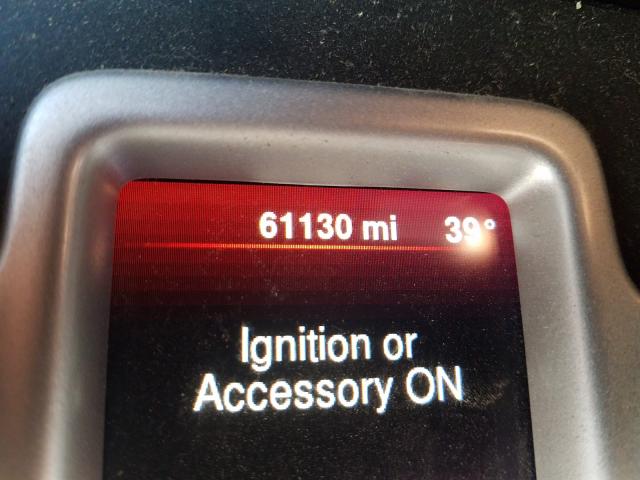 61130 mi 39°
Ignition or
Accessory ON